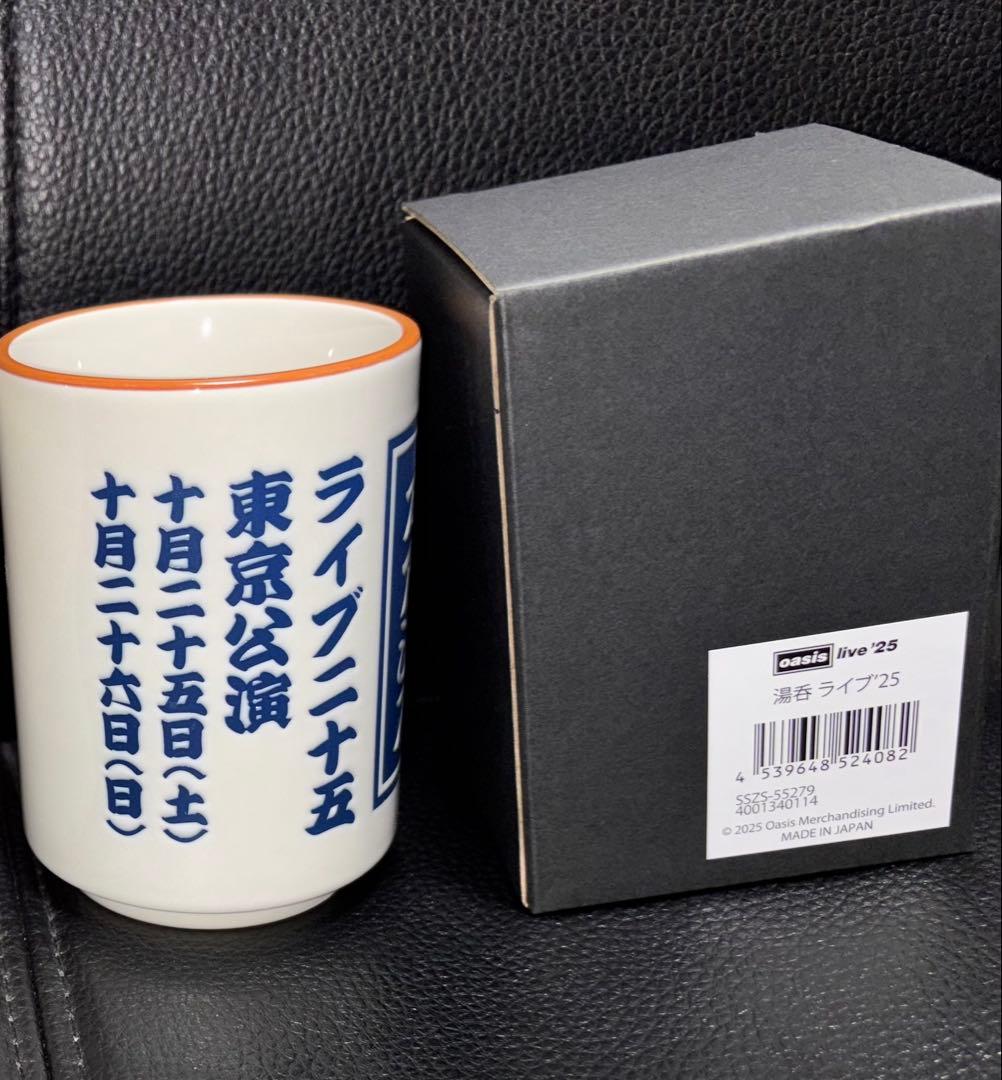 ライブ二十五
東京公演
十月二十五日(土)
十月二十六日(日)
oasis live '25
湯呑 ライブ'25
4 539648 524082
SSZS-55279
4001340114
© 2025 Oasis Merchandising Limited.
MADE IN JAPAN